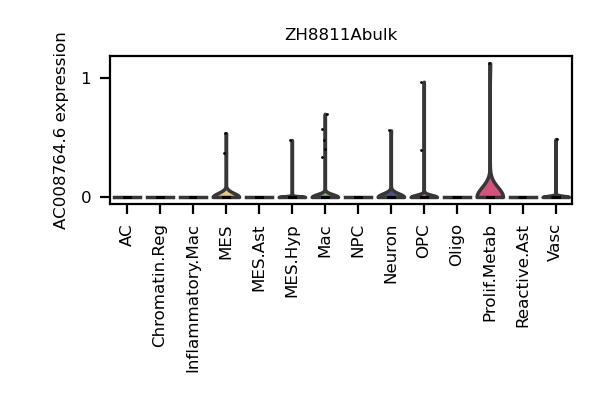 ZH8811Abulk
AC008764.6 expression
1
0
AC
Chromatin.Reg
Inflammatory.Mac
MES
MES.Ast
MES.Hyp
Mac
NPC
Neuron
OPC
Oligo
Prolif.Metab
Reactive.Ast
Vasc